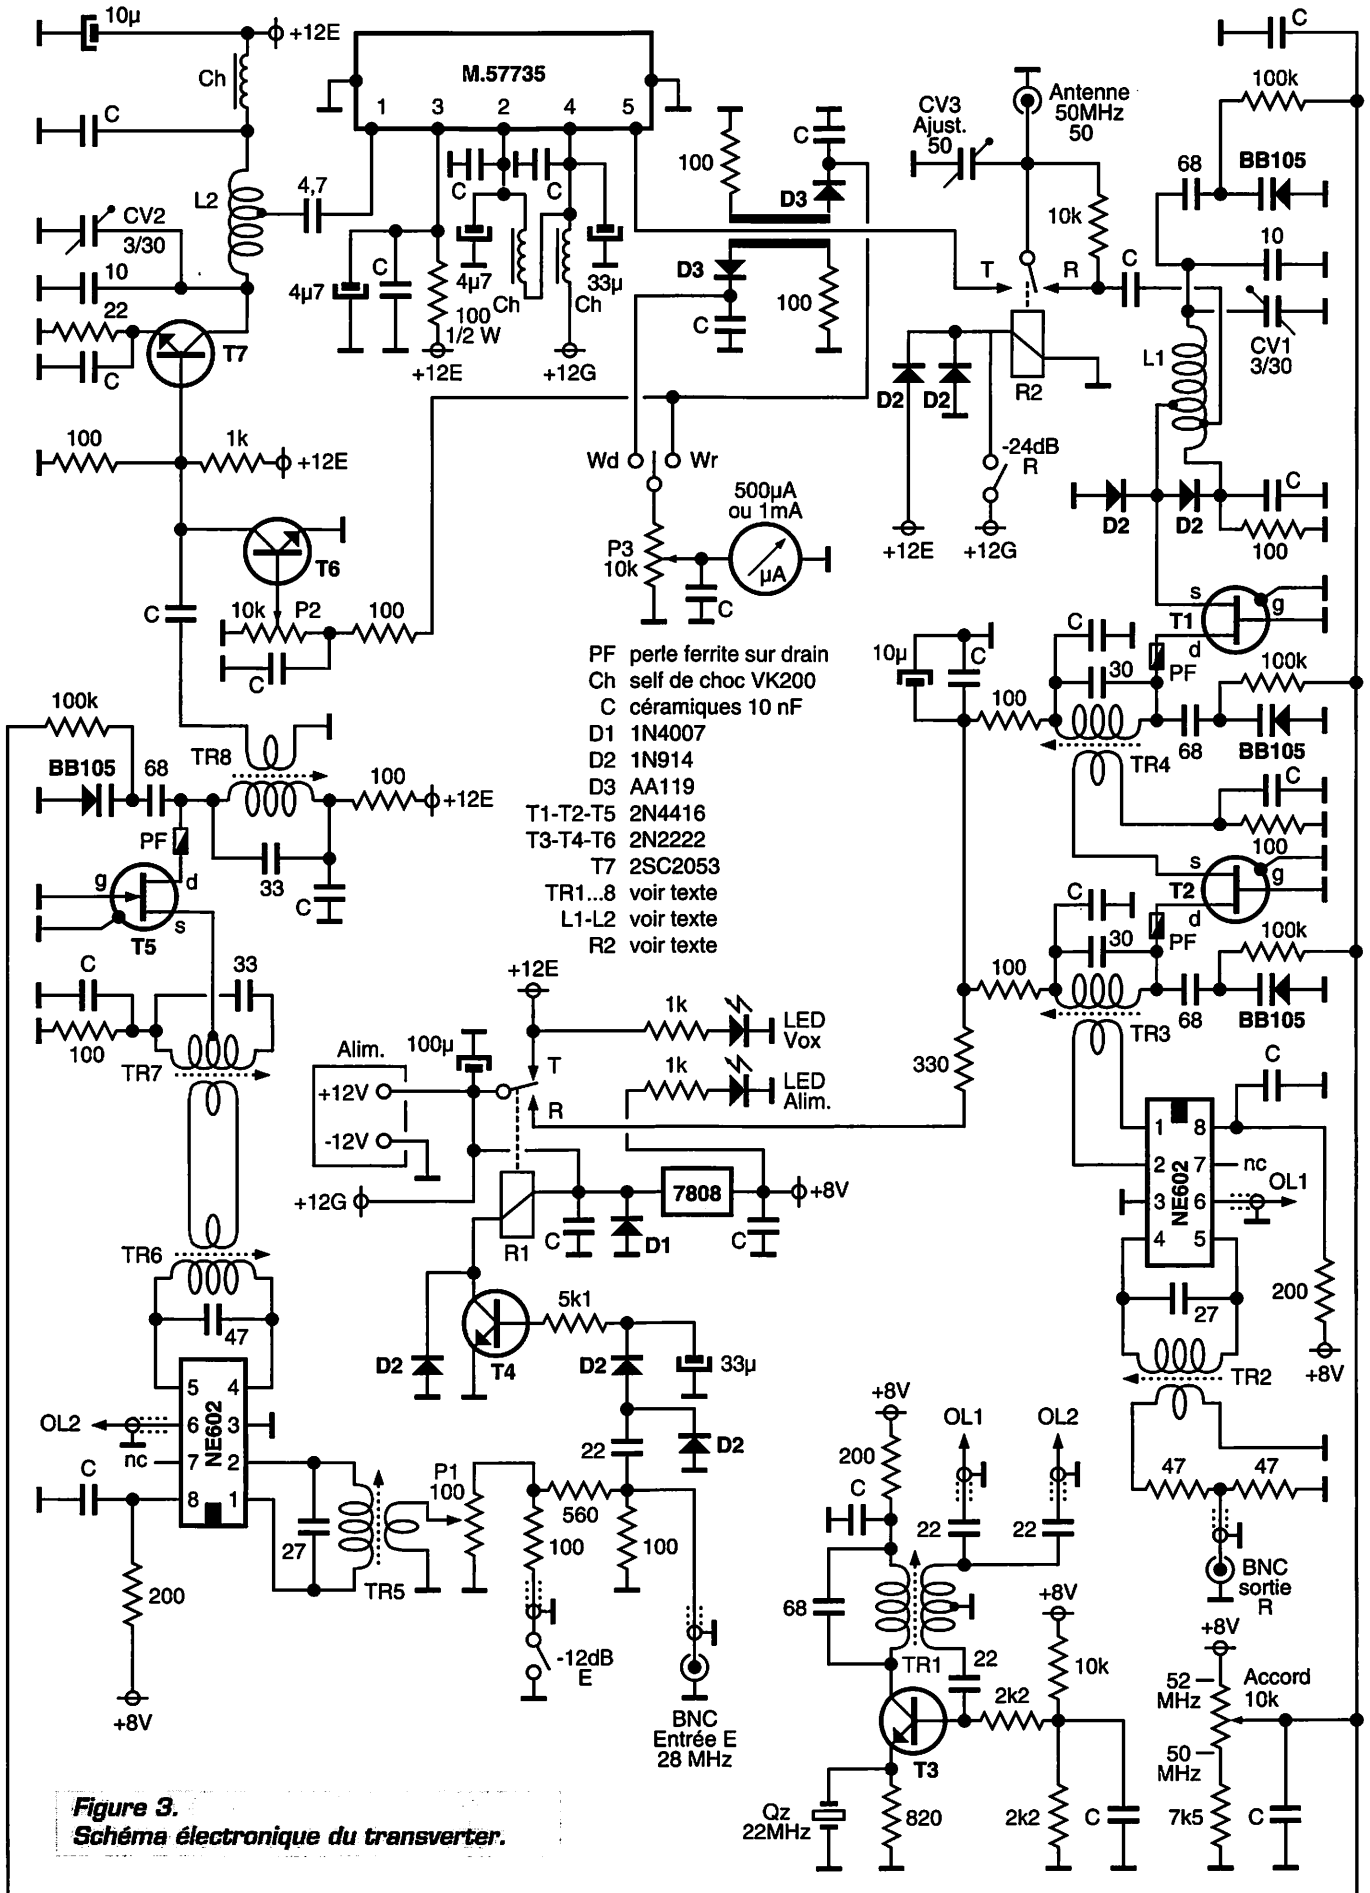 10µ
+12E
C
Ch
M.57735
1 3 2 4 5
C
100k
CV3
Ajust.
50
Antenne
50MHz
50
C
L2
4,7
C
C
100
C
D3
68
BB105
CV2
3/30
10k
10
10
22
4µ7
C
4µ7
100
1/2 W
Ch
33µ
Ch
D3
C
100
T
R
C
CV1
3/30
L1
T7
C
+12E
+12G
D2
D2
R2
100
1k
+12E
Wd
Wr
-24dB
R
+12E
+12G
500µA
ou 1mA
µA
P3
10k
C
D2
D2
C
100
T6
C
10k
P2
100
C
s
T1
g
d
PF
C
30
100k
10µ
C
100
68
BB105
TR4
PF perle ferrite sur drain
Ch self de choc VK200
C céramiques 10 nF
D1 1N4007
D2 1N914
D3 AA119
T1-T2-T5 2N4416
T3-T4-T6 2N2222
T7 2SC2053
TR1...8 voir texte
L1-L2 voir texte
R2 voir texte
100k
TR8
BB105
68
100
+12E
PF
33
C
g
d
s
T5
C
100
s
T2
g
d
PF
C
30
100k
100
68
BB105
TR3
C
33
100
TR7
+12E
1k
LED
Vox
1k
LED
Alim.
100µ
Alim.
+12V
-12V
T
R
330
+12G
R1
C
D1
7808
+8V
C
C
1 8
2 7
3 6
4 5
NE602
nc
OL1
200
+8V
27
TR2
TR6
47
5k1
T4
D2
D2
33µ
22
D2
5 4
6 3
7 2
8 1
NE602
OL2
nc
C
200
+8V
27
TR5
P1
100
560
100
100
-12dB
E
BNC
Entrée E
28 MHz
+8V
200
C
OL1
OL2
22
22
68
TR1
22
+8V
10k
2k2
T3
Qz
22MHz
820
2k2
C
47
47
BNC
sortie
R
+8V
52
MHz
Accord
10k
50
MHz
7k5
C
Figure 3.
Schéma électronique du transverter.